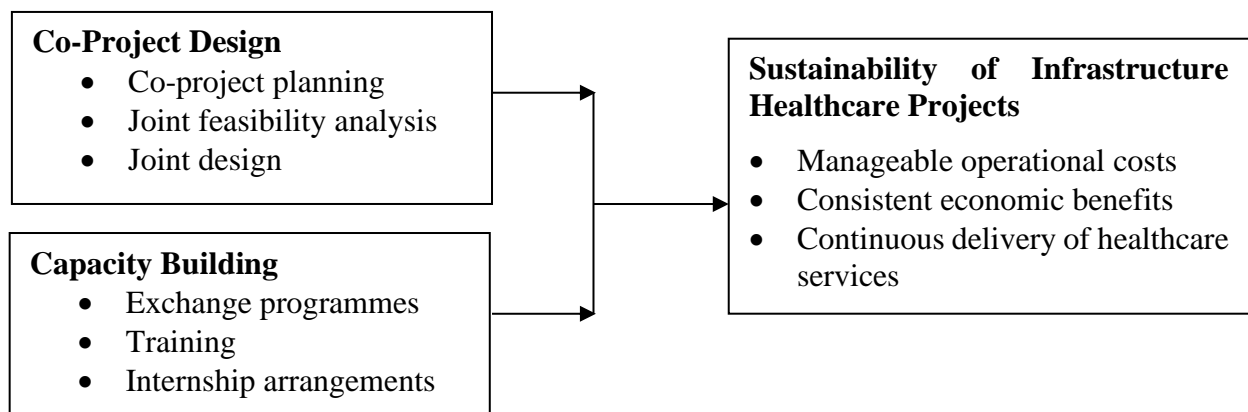 Co-Project Design
• Co-project planning
• Joint feasibility analysis
• Joint design
Capacity Building
• Exchange programmes
• Training
• Internship arrangements
Sustainability of Infrastructure
Healthcare Projects
• Manageable operational costs
• Consistent economic benefits
• Continuous delivery of healthcare
services